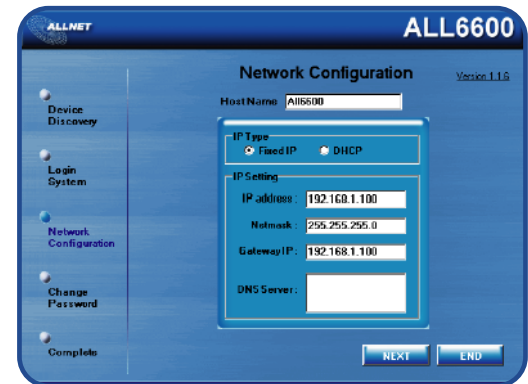 ALLNET
ALL6600
Network Configuration
Version 1.1.6
Host Name All6600
IP Type
Fixed IP DHCP
IP Setting
IP address : 192.168.1.100
Netmask : 255.255.255.0
Gateway IP : 192.168.1.100
DNS Server :
Device
Discovery
Login
System
Network
Configuration
Change
Password
Complete
NEXT END